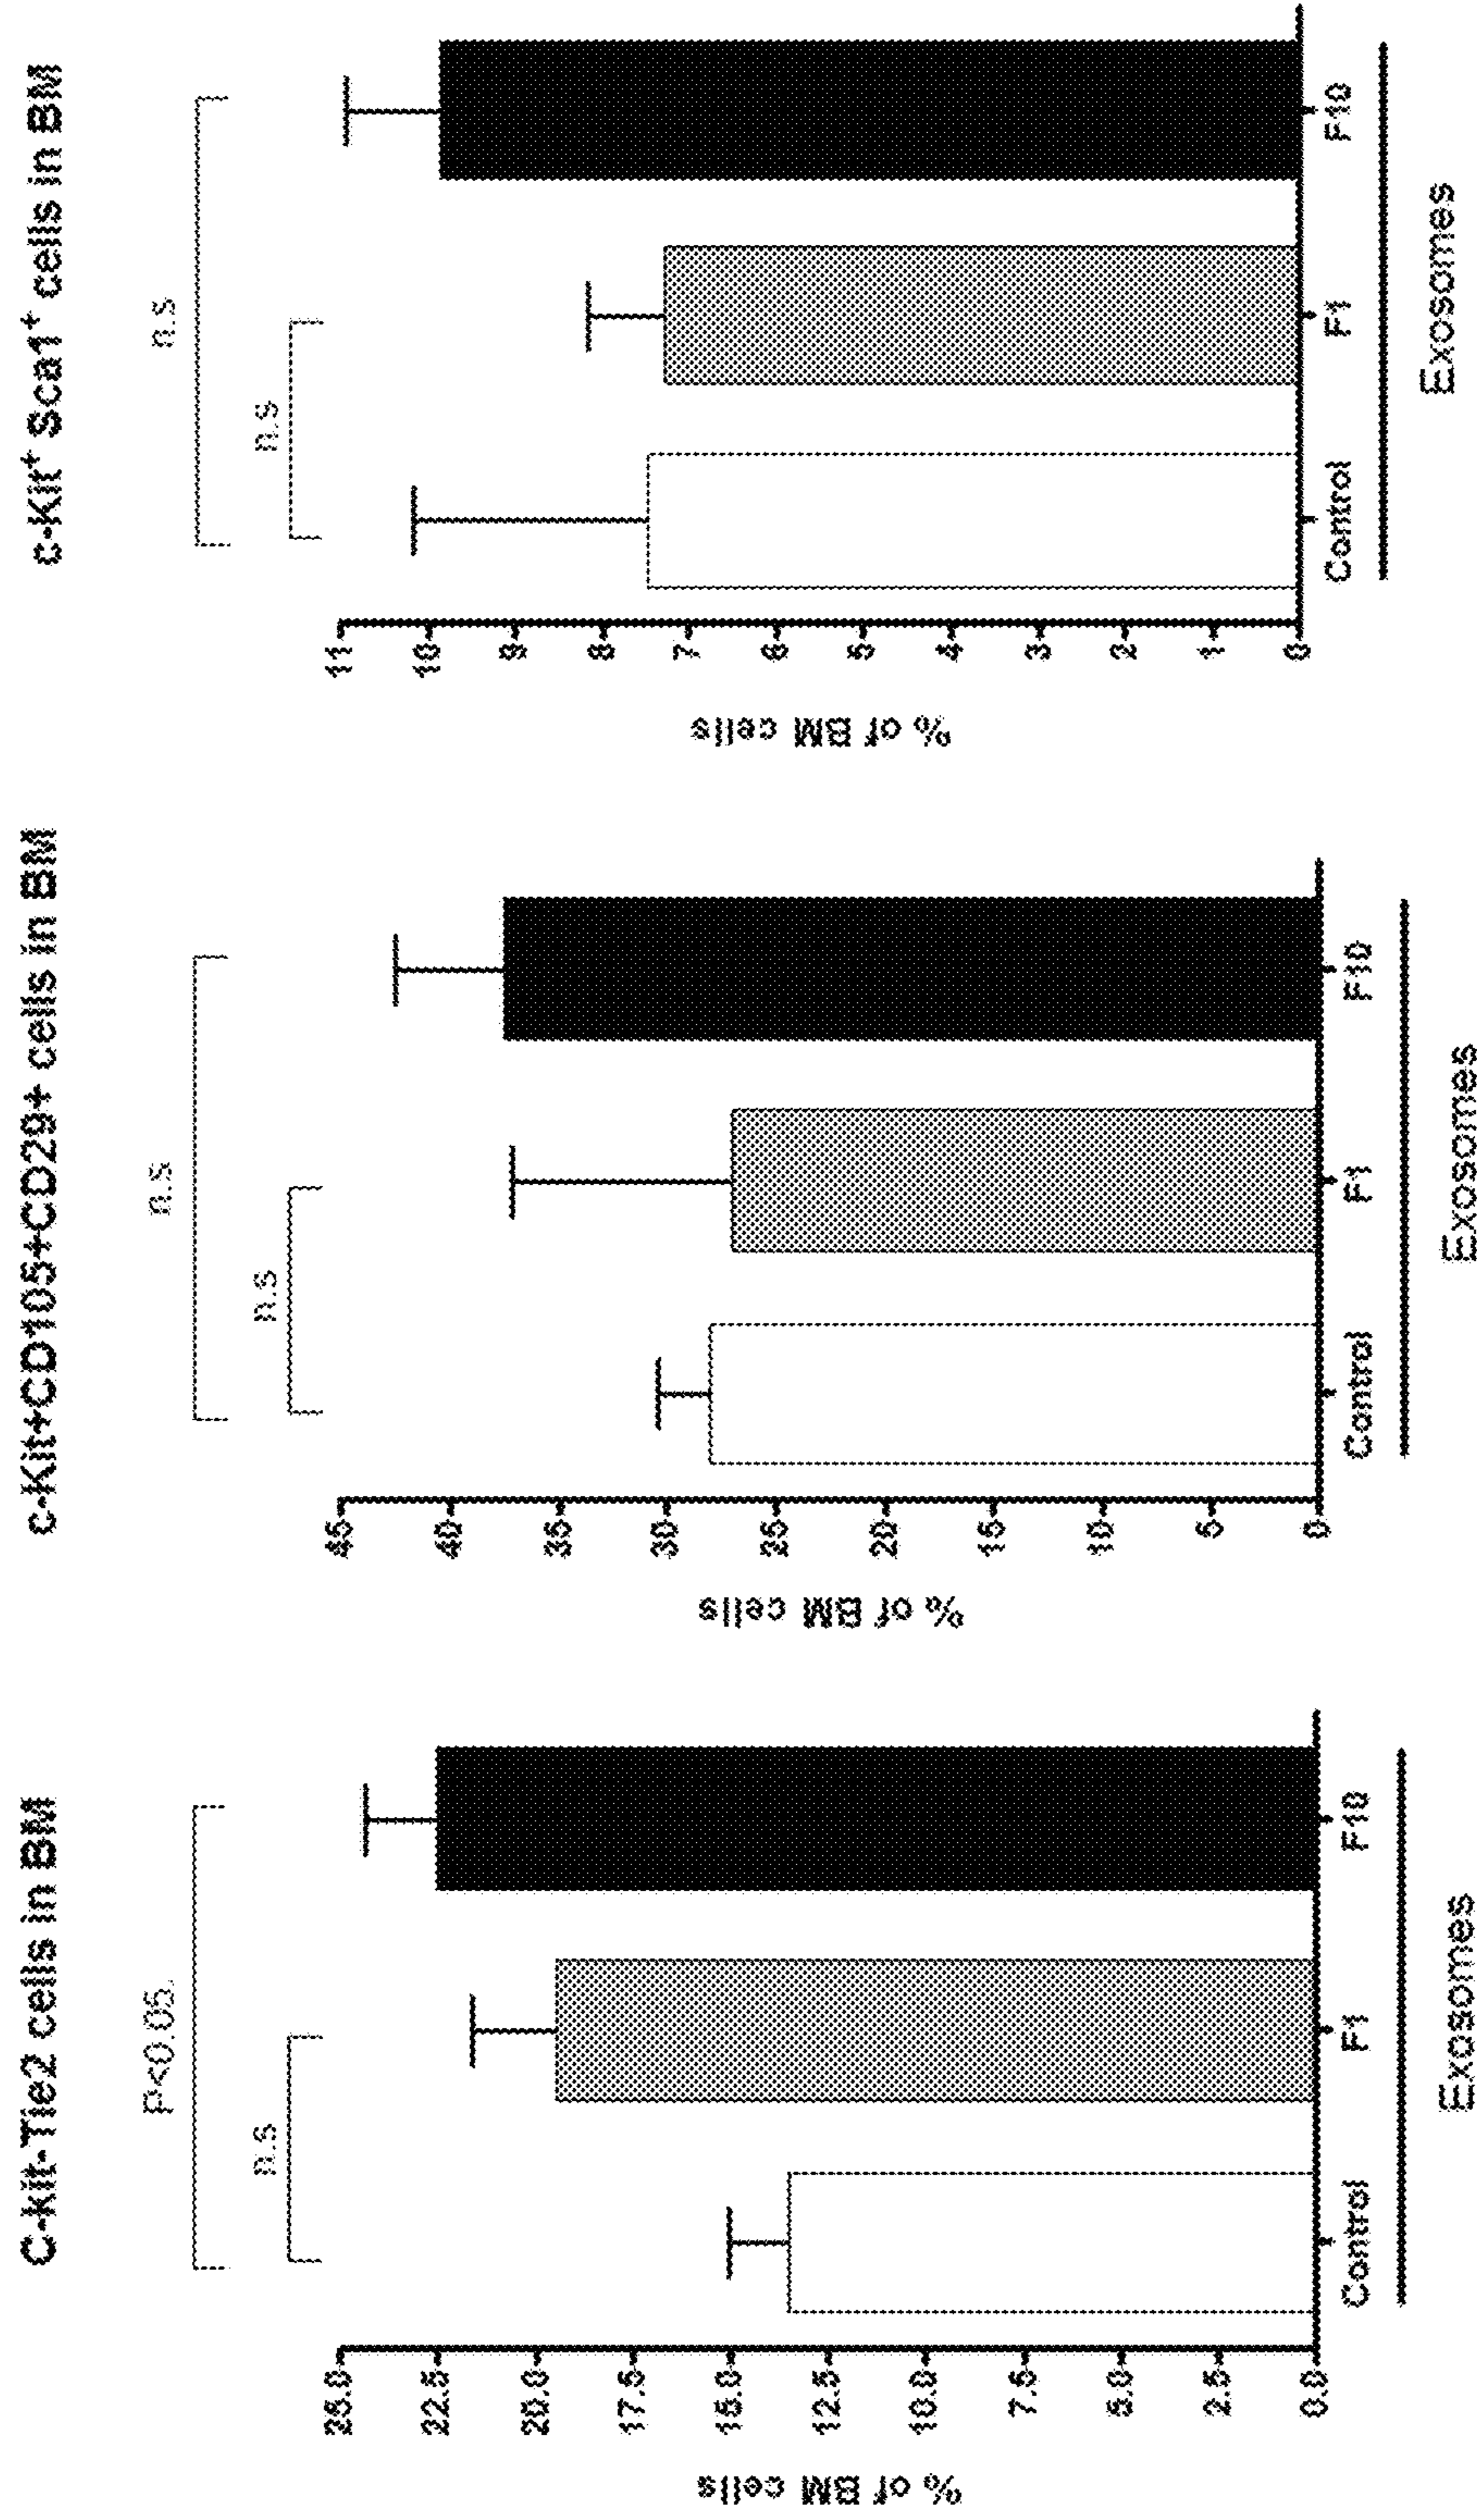 C-kit-Tie2 cells in BM
P<0.05
n.s
25.0
22.5
20.0
17.5
15.0
12.5
10.0
7.5
5.0
2.5
0.0
% of BM cells
Control
F1
F10
Exosomes
c-Kit+CD105+CD29+ cells in BM
n.s
n.s
45
40
35
30
25
20
15
10
5
0
% of BM cells
Control
F1
F10
Exosomes
c-Kit⁺ Sca1⁺ cells in BM
n.s
n.s
11
10
9
8
7
6
5
4
3
2
1
0
% of BM cells
Control
F1
F10
Exosomes